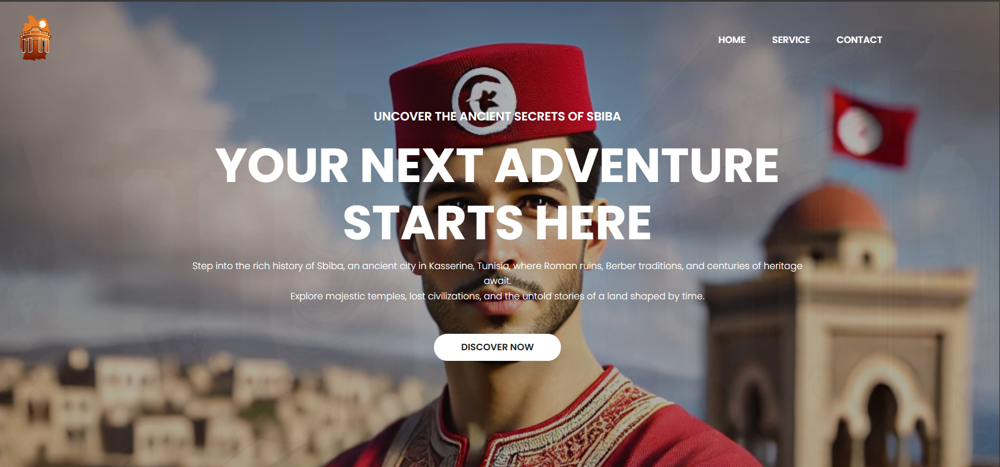 HOME SERVICE CONTACT
UNCOVER THE ANCIENT SECRETS OF SBIBA
YOUR NEXT ADVENTURE
STARTS HERE
Step into the rich history of Sbiba, an ancient city in Kasserine, Tunisia, where Roman ruins, Berber traditions, and centuries of heritage
await.
Explore majestic temples, lost civilizations, and the untold stories of a land shaped by time.
DISCOVER NOW